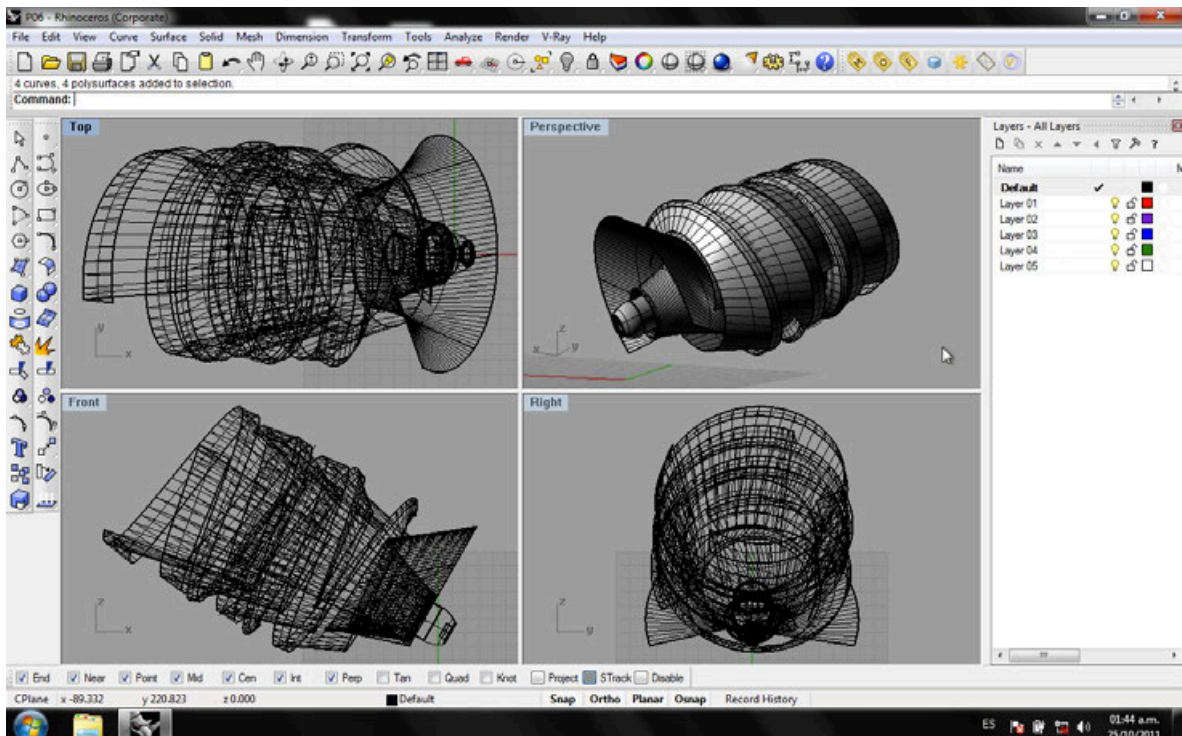 P06 - Rhinoceros (Corporate)
File Edit View Curve Surface Solid Mesh Dimension Transform Tools Analyze Render V-Ray Help
4 curves, 4 polysurfaces added to selection.
Command:
Top
Perspective
Layers - All Layers
Name
Default
Layer 01
Layer 02
Layer 03
Layer 04
Layer 05
z
x
y
y
x
Front
Right
z
x
z
y
End Near Point Mid Cen Int Perp Tan Quad Knot Project STrack Disable
CPlane x -89.332 y 220.823 z 0.000 Default Snap Ortho Planar Osnap Record History
ES 01:44 a.m.
25/10/2011